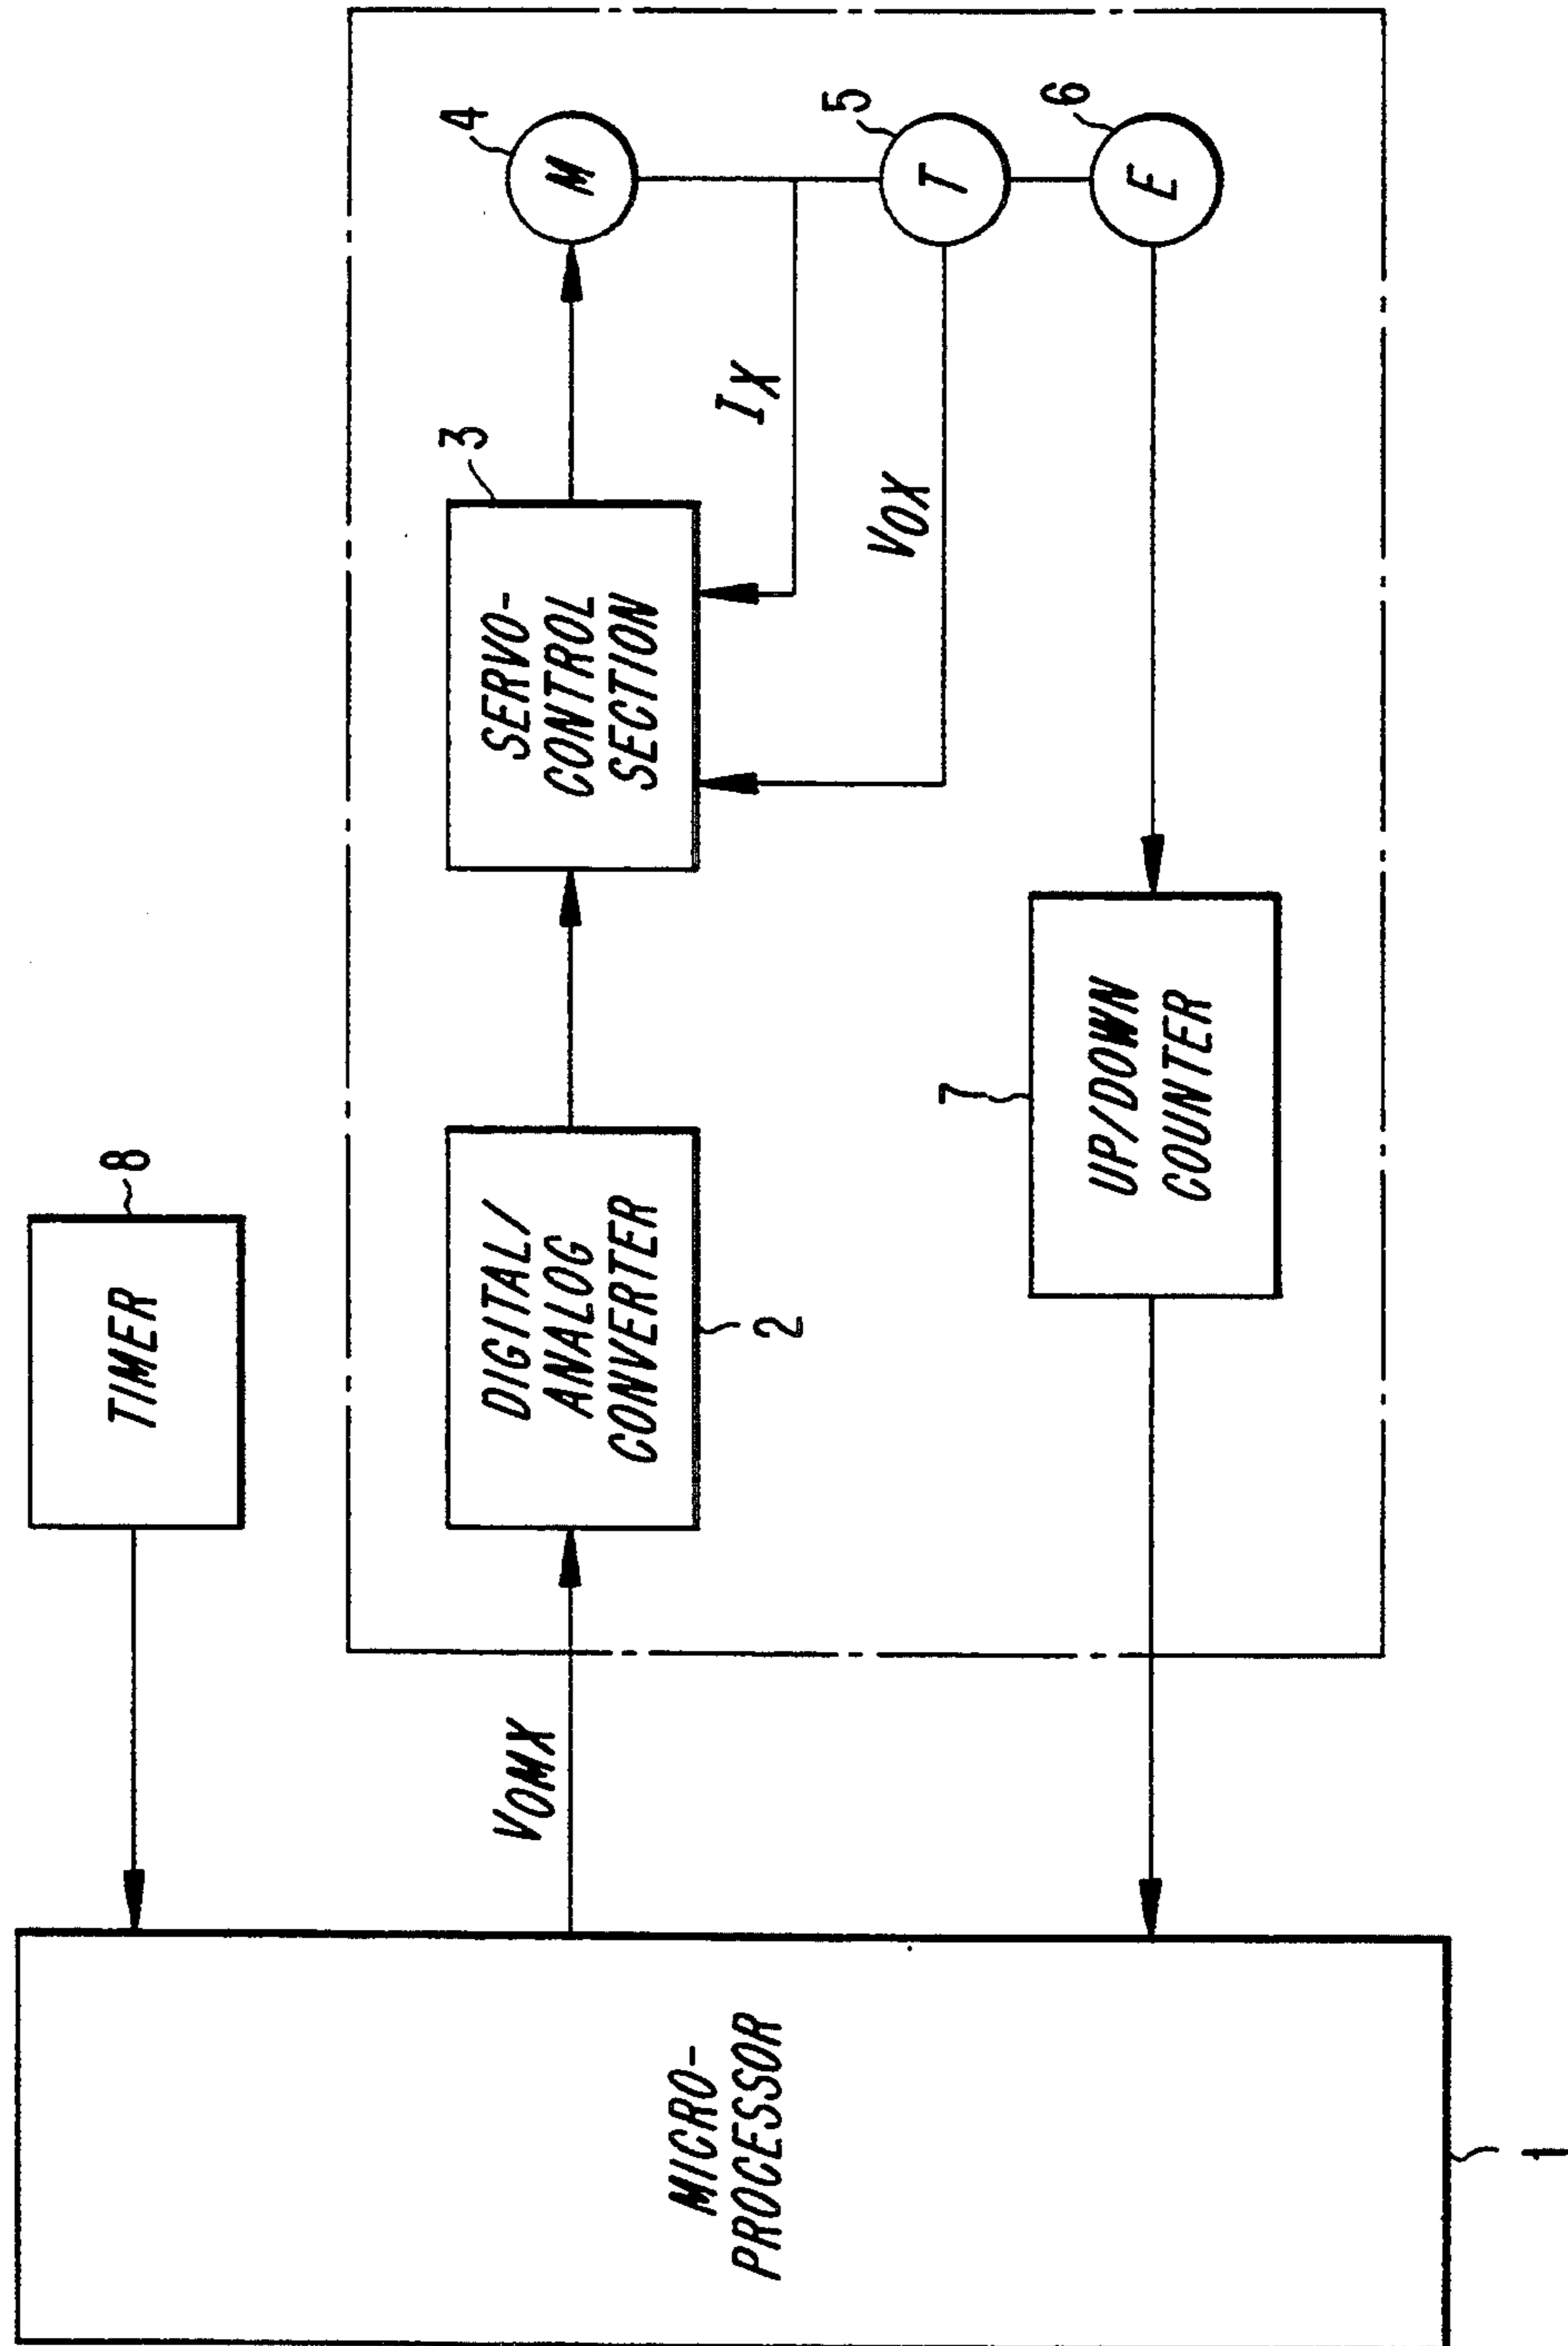 MICRO-
PROCESSOR
1
TIMER
8
VOMX
DIGITAL/
ANALOG
CONVERTER
2
SERVO-
CONTROL
SECTION
3
M
4
IX
VOX
T
5
E
6
UP/DOWN
COUNTER
7